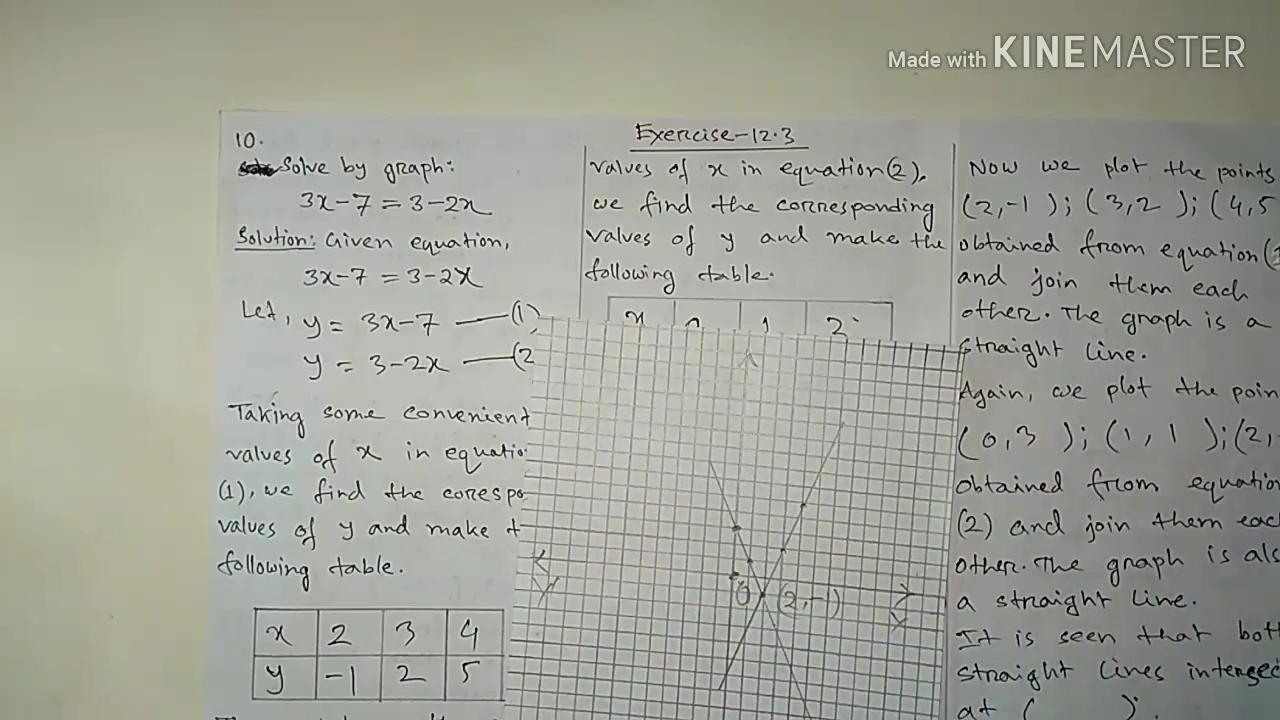 Made with KINEMASTER
Exercise-12.3
10.
Solve by graph:
3x-7 = 3-2x
Solution: Given equation,
3x-7 = 3-2x
Let, y = 3x-7 —(1)
y = 3-2x —(2
Taking some convenient
values of x in equatio
(1), we find the corespo
values of y and make t
following table.
x 2 3 4
y -1 2 5
values of x in equation(2).
we find the corresponding
values of y and make the
following table.
x 0 1 2
0 (2,-1)
Now we plot the points
(2,-1); (3,2); (4,5
obtained from equation(1
and join them each
other. The graph is a
straight line.
Again, we plot the poin
(0,3); (1,1); (2,-
obtained from equation
(2) and join them eac
other. The graph is als
a straight line.
It is seen that bot
straight lines intersec
at ( ).